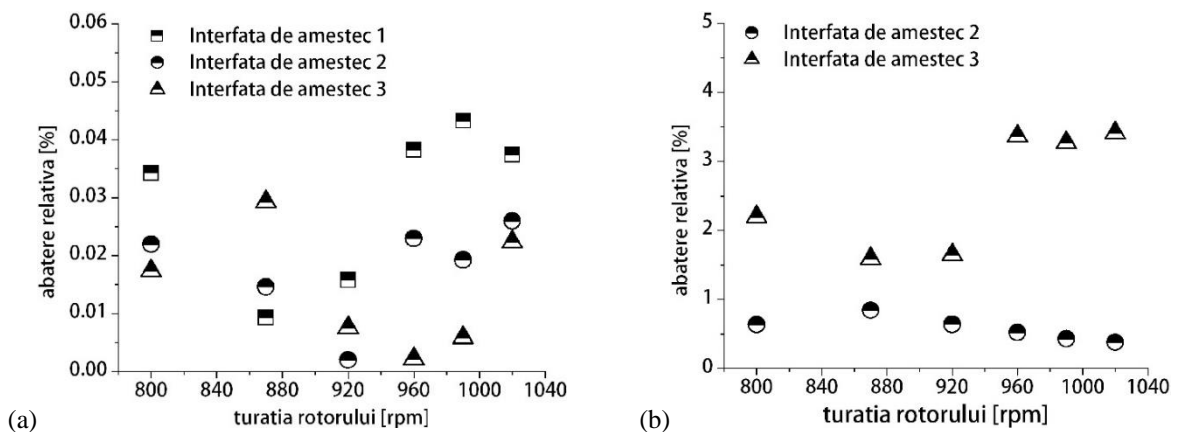 0.06
0.05
0.04
0.03
0.02
0.01
0.00
abatere relativa [%]
Interfata de amestec 1
Interfata de amestec 2
Interfata de amestec 3
800 840 880 920 960 1000 1040
turatia rotorului [rpm]
(a)
5
4
3
2
1
0
abatere relativa [%]
Interfata de amestec 2
Interfata de amestec 3
800 840 880 920 960 1000 1040
turatia rotorului [rpm]
(b)